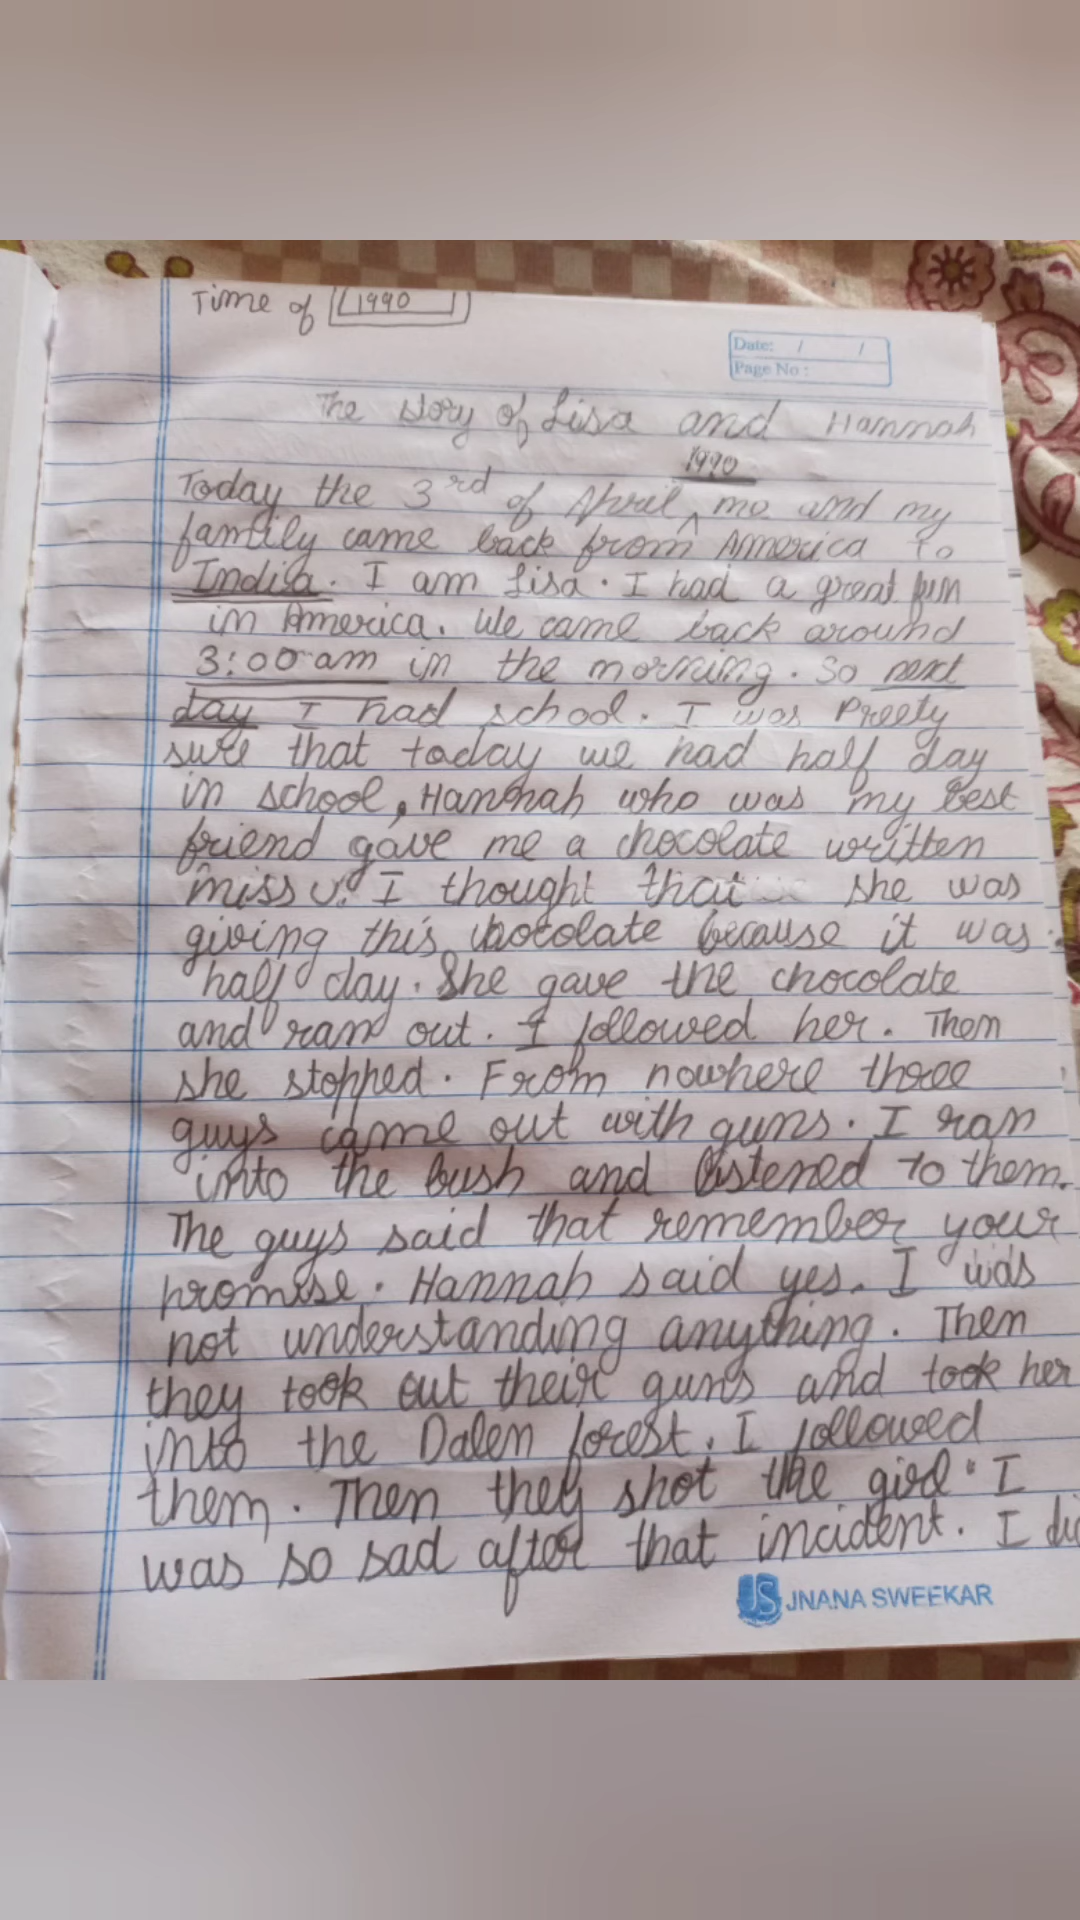 Time of 1990
Date: / /
Page No :
The story of Lisa and Hannah
1990
Today the 3rd of April ^ me and my
family came back from America to
India. I am Lisa. I had a great fun
in America. We came back around
3:00 am in the morning. So next
day I had school. I was Preety
sure that today we had half day
in school, Hannah who was my best
friend gave me a chocolate written
miss u. I thought that she was
giving this chocolate because it was
half day. She gave the chocolate
and ran out. I followed her. Then
she stopped. From nowhere three
guys came out with guns. I ran
into the bush and listened to them.
The guys said that remember your
promise. Hannah said yes. I was
not understanding anything. Then
they took out their guns and took her
into the Dalen forest. I followed
them. Then they shot the girl. I
was so sad after that incident. I di
JS JNANA SWEEKAR